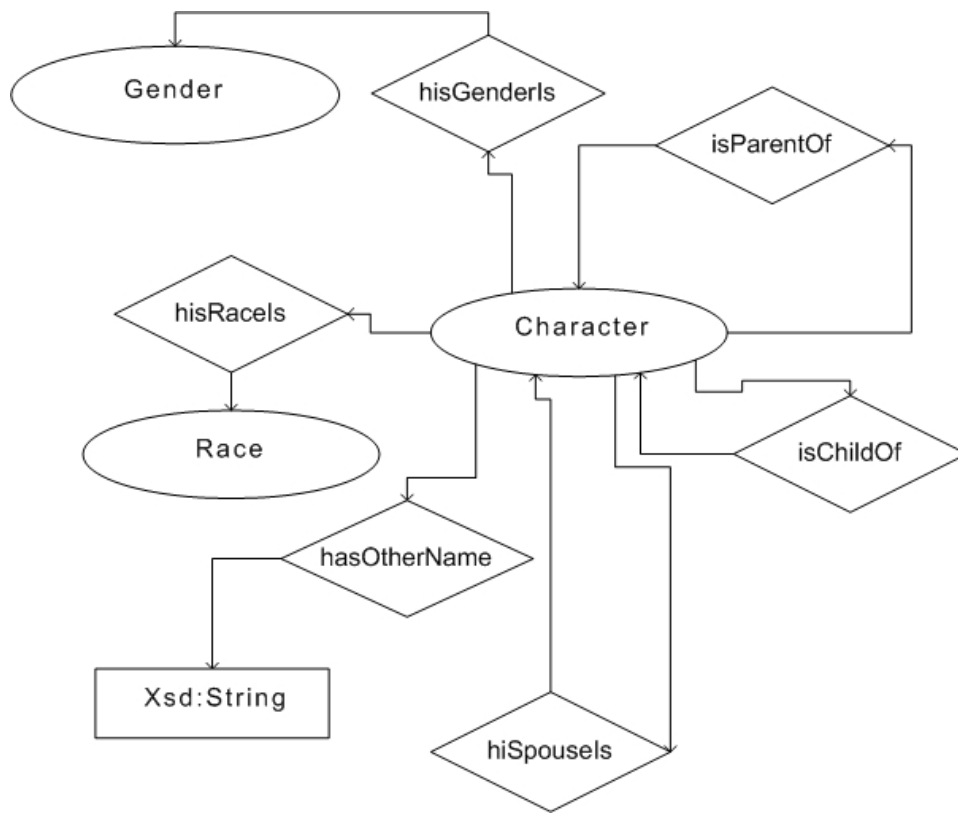 Gender
hisGenderIs
isParentOf
hisRaceIs
Character
Race
isChildOf
hasOtherName
Xsd:String
hiSpouseIs